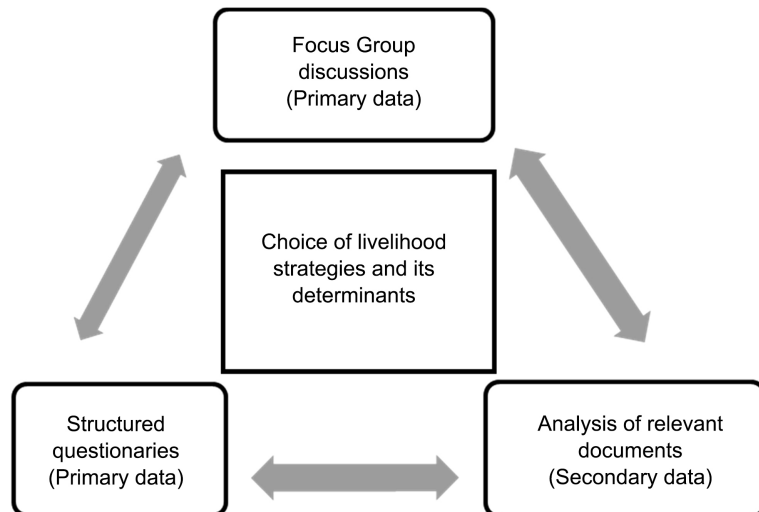 Focus Group
discussions
(Primary data)
Choice of livelihood
strategies and its
determinants
Structured
questionaries
(Primary data)
Analysis of relevant
documents
(Secondary data)